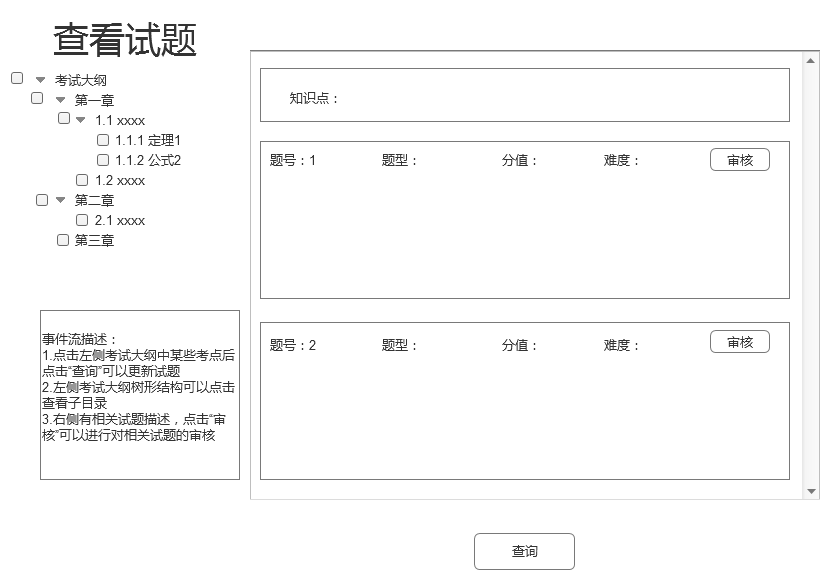 查看试题
考试大纲
第一章
1.1 xxxx
1.1.1 定理1
1.1.2 公式2
1.2 xxxx
第二章
2.1 xxxx
第三章
事件流描述：
1.点击左侧考试大纲中某些考点后
点击“查询”可以更新试题
2.左侧考试大纲树形结构可以点击
查看子目录
3.右侧有相关试题描述，点击“审
核”可以进行对相关试题的审核
知识点：
题号：1 题型： 分值： 难度： 审核
题号：2 题型： 分值： 难度： 审核
查询